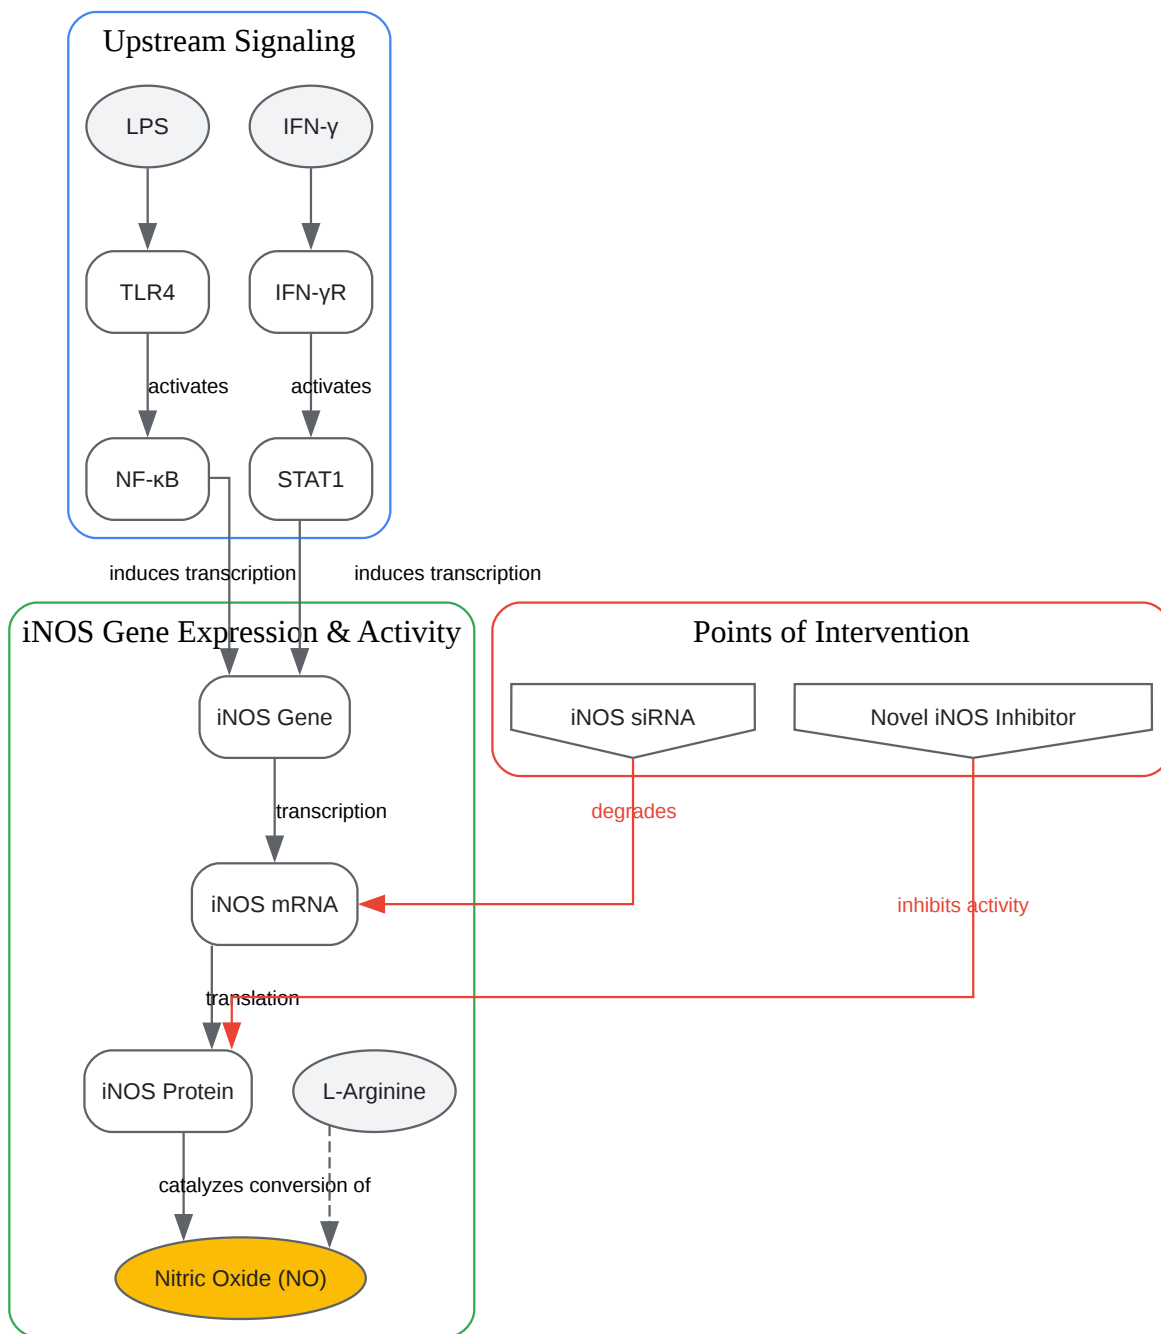 Upstream Signaling
LPS
IFN-γ
TLR4
IFN-γR
activates
activates
NF-κB
STAT1
induces transcription
induces transcription
iNOS Gene Expression & Activity
Points of Intervention
iNOS Gene
iNOS siRNA
Novel iNOS Inhibitor
transcription
degrades
iNOS mRNA
inhibits activity
translation
iNOS Protein
L-Arginine
catalyzes conversion of
Nitric Oxide (NO)